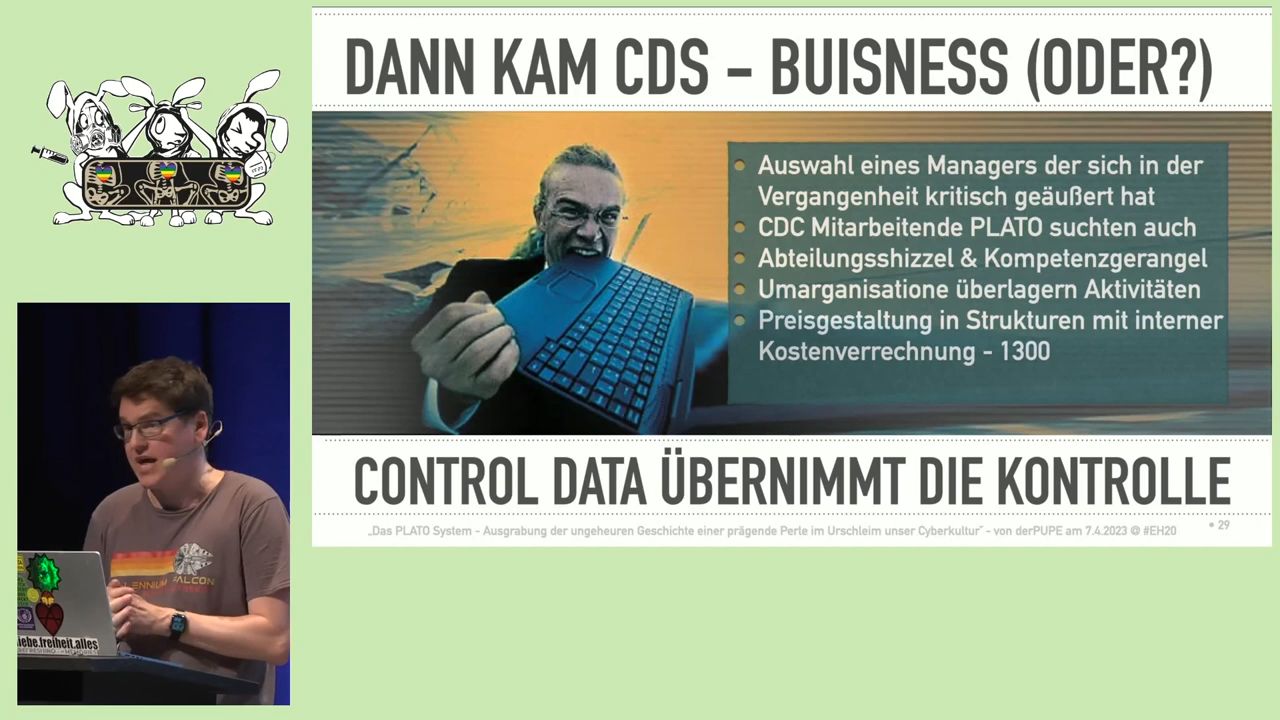 DANN KAM CDS – BUISNESS (ODER?)
Auswahl eines Managers der sich in der
Vergangenheit kritisch geäußert hat
CDC Mitarbeitende PLATO suchten auch
Abteilungsshizzel & Kompetenzgerangel
Umarganisatione überlagern Aktivitäten
Preisgestaltung in Strukturen mit interner
Kostenverrechnung - 1300
CONTROL DATA ÜBERNIMMT DIE KONTROLLE
„Das PLATO System - Ausgrabung der ungeheuren Geschichte einer prägende Perle im Urschleim unser Cyberkultur" - von derPUPE am 7.4.2023 @ #EH20
29
FALCON
liebe.freiheit.alles